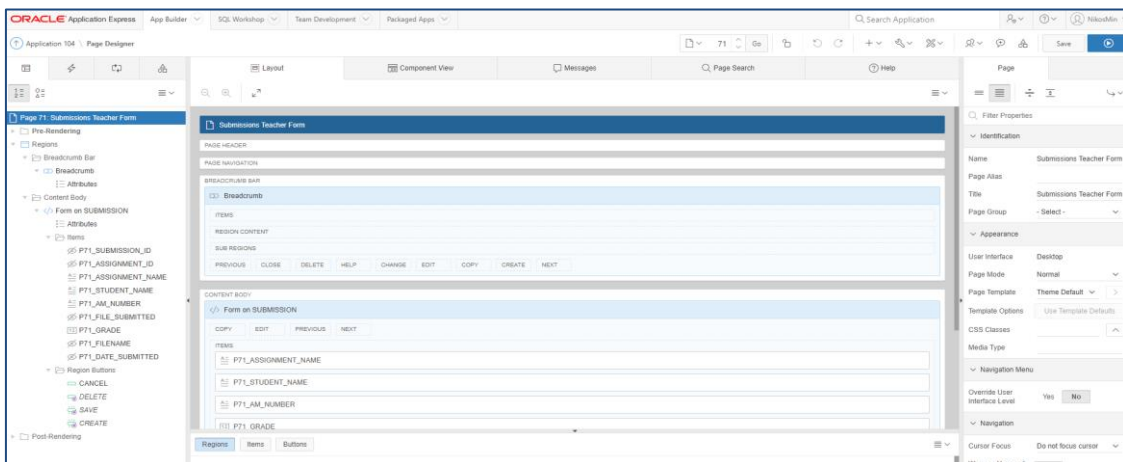 ORACLE Application Express App Builder SQL Workshop Team Development Packaged Apps Search Application NikosMin
Application 104 \ Page Designer 71 Go Save
Layout Component View Messages Page Search Help Page
Page 71: Submissions Teacher Form
Pre-Rendering
Regions
Breadcrumb Bar
Breadcrumb
Attributes
Content Body
Form on SUBMISSION
Attributes
Items
P71_SUBMISSION_ID
P71_ASSIGNMENT_ID
P71_ASSIGNMENT_NAME
P71_STUDENT_NAME
P71_AM_NUMBER
P71_FILE_SUBMITTED
P71_GRADE
P71_FILENAME
P71_DATE_SUBMITTED
Region Buttons
CANCEL
DELETE
SAVE
CREATE
Post-Rendering
Submissions Teacher Form
PAGE HEADER
PAGE NAVIGATION
BREADCRUMB BAR
Breadcrumb
ITEMS
REGION CONTENT
SUB REGIONS
PREVIOUS CLOSE DELETE HELP CHANGE EDIT COPY CREATE NEXT
CONTENT BODY
Form on SUBMISSION
COPY EDIT PREVIOUS NEXT
ITEMS
P71_ASSIGNMENT_NAME
P71_STUDENT_NAME
P71_AM_NUMBER
P71_GRADE
Regions Items Buttons
Filter Properties
Identification
Name Submissions Teacher Form
Page Alias
Title Submissions Teacher Form
Page Group - Select -
Appearance
User Interface Desktop
Page Mode Normal
Page Template Theme Default
Template Options Use Template Defaults
CSS Classes
Media Type
Navigation Menu
Override User
Interface Level Yes No
Navigation
Cursor Focus Do not focus cursor